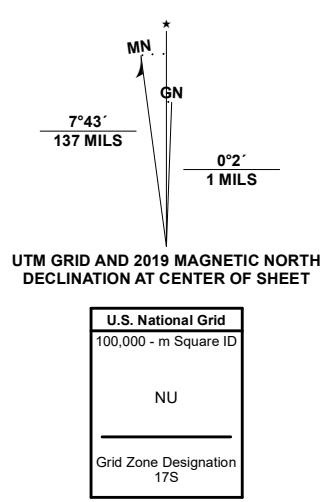 ★
MN
GN
7°43´
137 MILS
0°2´
1 MILS
UTM GRID AND 2019 MAGNETIC NORTH
DECLINATION AT CENTER OF SHEET
U.S. National Grid
100,000 - m Square ID
NU
Grid Zone Designation
17S